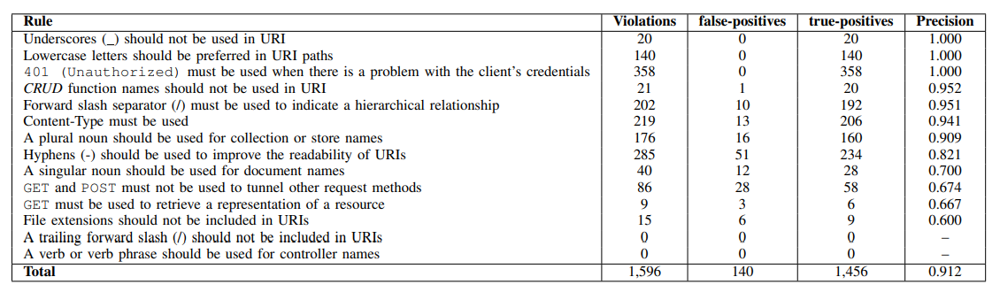 Rule Violations false-positives true-positives Precision
Underscores (_) should not be used in URI 20 0 20 1.000
Lowercase letters should be preferred in URI paths 140 0 140 1.000
401 (Unauthorized) must be used when there is a problem with the client's credentials 358 0 358 1.000
CRUD function names should not be used in URI 21 1 20 0.952
Forward slash separator (/) must be used to indicate a hierarchical relationship 202 10 192 0.951
Content-Type must be used 219 13 206 0.941
A plural noun should be used for collection or store names 176 16 160 0.909
Hyphens (-) should be used to improve the readability of URIs 285 51 234 0.821
A singular noun should be used for document names 40 12 28 0.700
GET and POST must not be used to tunnel other request methods 86 28 58 0.674
GET must be used to retrieve a representation of a resource 9 3 6 0.667
File extensions should not be included in URIs 15 6 9 0.600
A trailing forward slash (/) should not be included in URIs 0 0 0 –
A verb or verb phrase should be used for controller names 0 0 0 –
Total 1,596 140 1,456 0.912